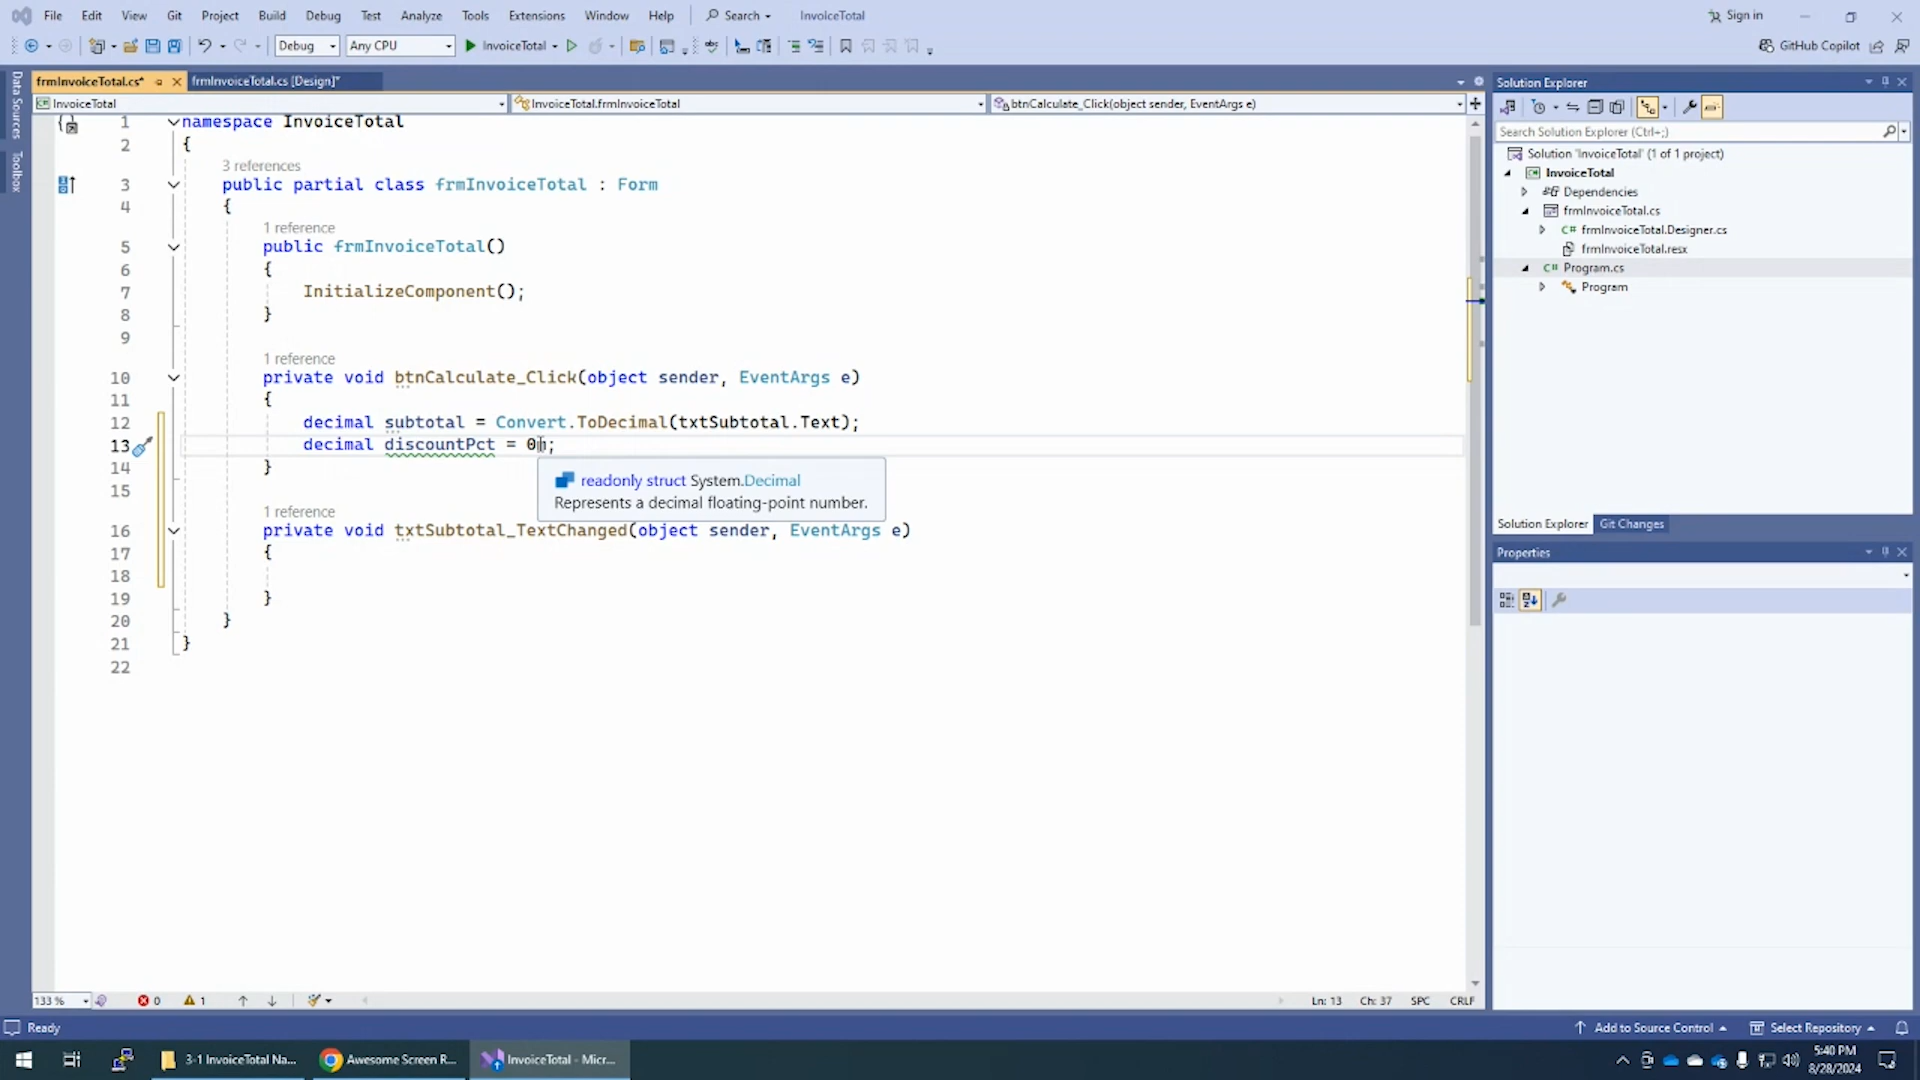 File Edit View Git Project Build Debug Test Analyze Tools Extensions Window Help Search InvoiceTotal Sign in
Debug Any CPU InvoiceTotal GitHub Copilot
frmInvoiceTotal.cs* frmInvoiceTotal.cs [Design]*
InvoiceTotal InvoiceTotal.frmInvoiceTotal btnCalculate_Click(object sender, EventArgs e)
Data Sources
Toolbox
1 namespace InvoiceTotal
2 {
3 references
3 public partial class frmInvoiceTotal : Form
4 {
1 reference
5 public frmInvoiceTotal()
6 {
7 InitializeComponent();
8 }
9
1 reference
10 private void btnCalculate_Click(object sender, EventArgs e)
11 {
12 decimal subtotal = Convert.ToDecimal(txtSubtotal.Text);
13 decimal discountPct = 0m;
14 }
readonly struct System.Decimal
Represents a decimal floating-point number.
15
1 reference
16 private void txtSubtotal_TextChanged(object sender, EventArgs e)
17 {
18
19 }
20 }
21 }
22
133 % 0 1 Ln: 13 Ch: 37 SPC CRLF
Solution Explorer
Search Solution Explorer (Ctrl+;)
Solution 'InvoiceTotal' (1 of 1 project)
InvoiceTotal
Dependencies
frmInvoiceTotal.cs
C# frmInvoiceTotal.Designer.cs
frmInvoiceTotal.resx
C# Program.cs
Program
Solution Explorer Git Changes
Properties
Ready Add to Source Control Select Repository
3-1 InvoiceTotal Na... Awesome Screen R... InvoiceTotal - Micr... 5:40 PM
8/28/2024